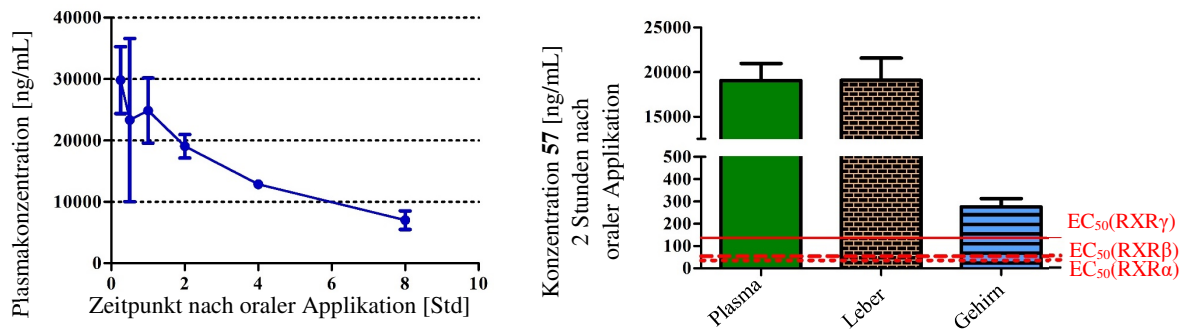 Plasmakonzentration [ng/mL]
40000
30000
20000
10000
0
0
2
4
6
8
10
Zeitpunkt nach oraler Applikation [Std]
Konzentration 57 [ng/mL]
2 Stunden nach
oraler Applikation
25000
20000
15000
500
400
300
200
100
0
Plasma
Leber
Gehirn
EC₅₀(RXRγ)
EC₅₀(RXRβ)
EC₅₀(RXRα)